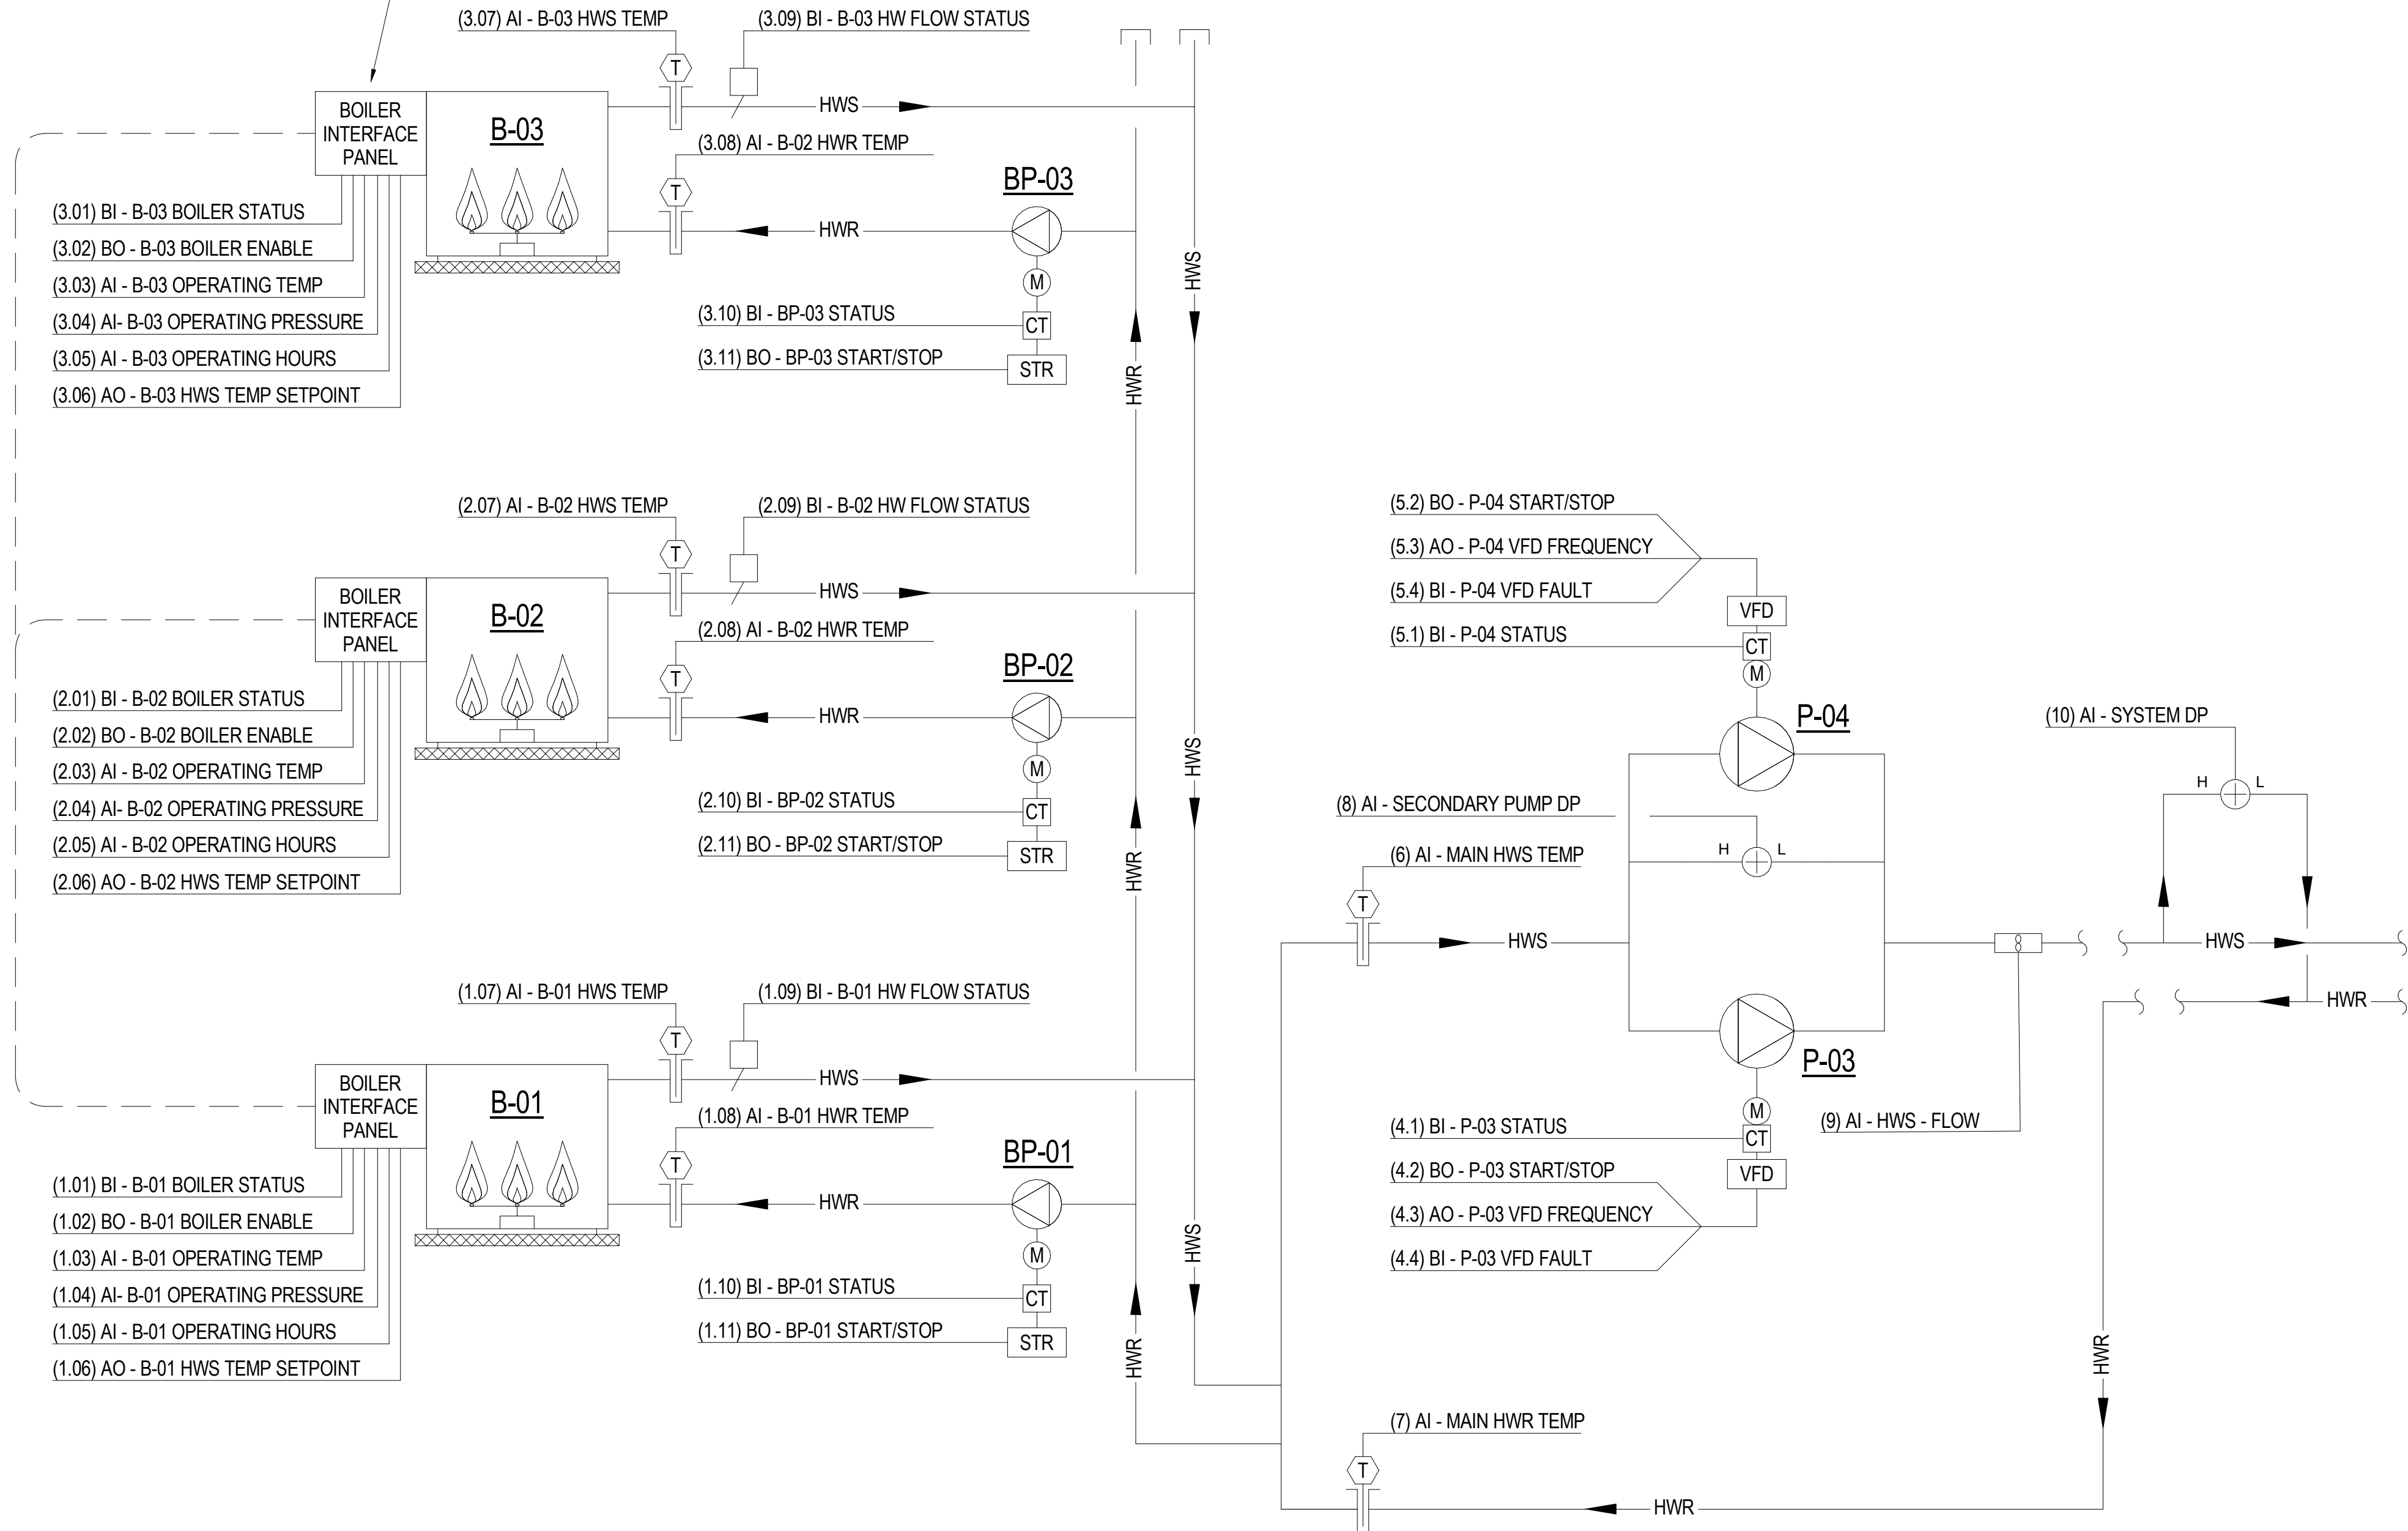 (3.07) AI - B-03 HWS TEMP
(3.09) BI - B-03 HW FLOW STATUS
T
BOILER
INTERFACE
PANEL
B-03
HWS
(3.08) AI - B-02 HWR TEMP
T
BP-03
HWR
(3.01) BI - B-03 BOILER STATUS
(3.02) BO - B-03 BOILER ENABLE
(3.03) AI - B-03 OPERATING TEMP
(3.04) AI- B-03 OPERATING PRESSURE
(3.05) AI - B-03 OPERATING HOURS
(3.06) AO - B-03 HWS TEMP SETPOINT
M
(3.10) BI - BP-03 STATUS
CT
(3.11) BO - BP-03 START/STOP
STR
HWS
HWR
(2.07) AI - B-02 HWS TEMP
(2.09) BI - B-02 HW FLOW STATUS
T
BOILER
INTERFACE
PANEL
B-02
HWS
(2.08) AI - B-02 HWR TEMP
T
BP-02
HWR
(2.01) BI - B-02 BOILER STATUS
(2.02) BO - B-02 BOILER ENABLE
(2.03) AI - B-02 OPERATING TEMP
(2.04) AI- B-02 OPERATING PRESSURE
(2.05) AI - B-02 OPERATING HOURS
(2.06) AO - B-02 HWS TEMP SETPOINT
M
(2.10) BI - BP-02 STATUS
CT
(2.11) BO - BP-02 START/STOP
STR
HWS
HWR
(1.07) AI - B-01 HWS TEMP
(1.09) BI - B-01 HW FLOW STATUS
T
BOILER
INTERFACE
PANEL
B-01
HWS
(1.08) AI - B-01 HWR TEMP
T
BP-01
HWR
(1.01) BI - B-01 BOILER STATUS
(1.02) BO - B-01 BOILER ENABLE
(1.03) AI - B-01 OPERATING TEMP
(1.04) AI- B-01 OPERATING PRESSURE
(1.05) AI - B-01 OPERATING HOURS
(1.06) AO - B-01 HWS TEMP SETPOINT
M
(1.10) BI - BP-01 STATUS
CT
(1.11) BO - BP-01 START/STOP
STR
HWS
HWR
(5.2) BO - P-04 START/STOP
(5.3) AO - P-04 VFD FREQUENCY
(5.4) BI - P-04 VFD FAULT
VFD
(5.1) BI - P-04 STATUS
CT
M
P-04
(8) AI - SECONDARY PUMP DP
H
L
(6) AI - MAIN HWS TEMP
T
HWS
(10) AI - SYSTEM DP
H
L
HWS
HWR
P-03
M
(4.1) BI - P-03 STATUS
CT
(9) AI - HWS - FLOW
(4.2) BO - P-03 START/STOP
VFD
(4.3) AO - P-03 VFD FREQUENCY
(4.4) BI - P-03 VFD FAULT
HWR
(7) AI - MAIN HWR TEMP
T
HWR